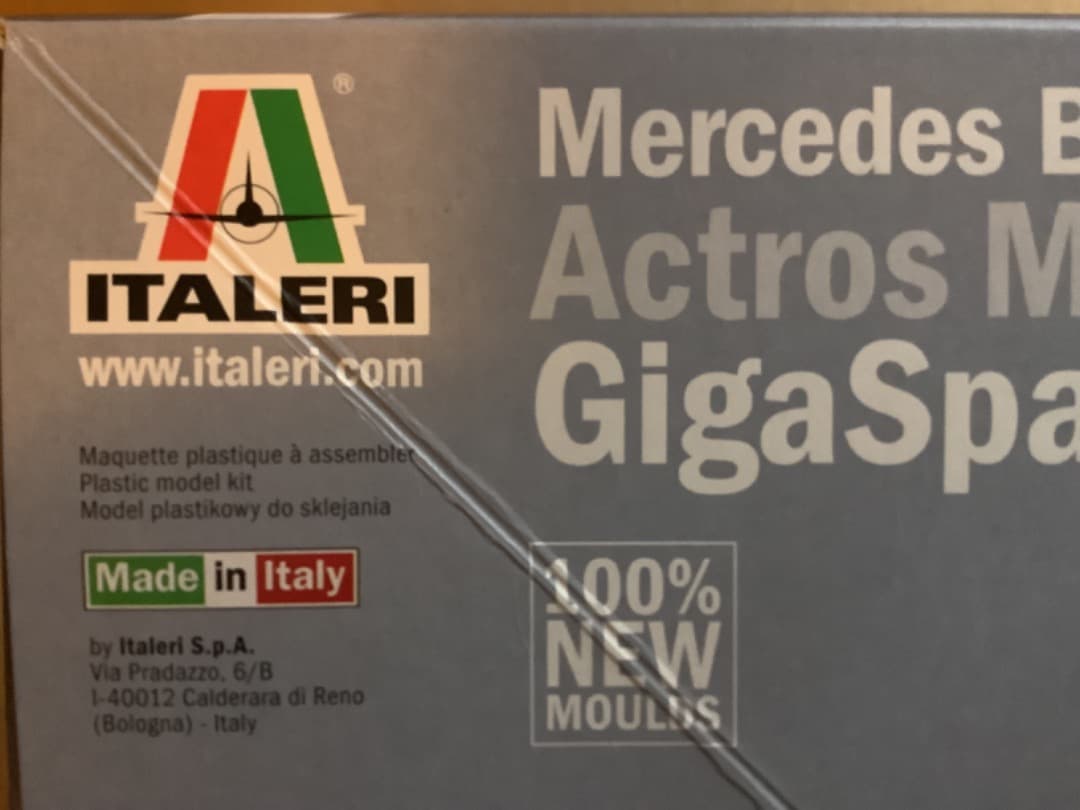 ®
ITALERI
www.italeri.com
Maquette plastique à assembler
Plastic model kit
Model plastikowy do sklejania
Made in Italy
by Italeri S.p.A.
Via Pradazzo, 6/B
I-40012 Calderara di Reno
(Bologna) - Italy
Mercedes B
Actros M
GigaSpa
100%
NEW
MOULDS